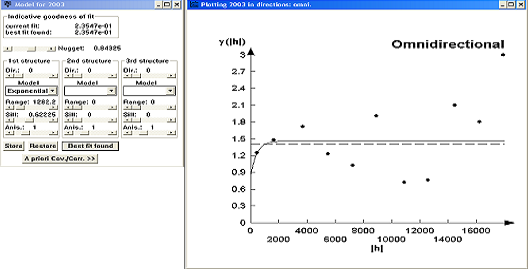 Model for 2003
Indicative goodness of fit
current fit: 2.3547e-01
best fit found: 2.3547e-01
Nugget: 0.84325
1st structure 2nd structure 3rd structure
Dir.: 0 Dir.: 0 Dir.: 0
Model Model Model
Exponential
Range: 1282.2 Range: 0 Range: 0
Sill: 0.62225 Sill: 0 Sill: 0
Anis.: 1 Anis.: 1 Anis.: 1
Store Restore Best fit found
A priori Cov./Corr. >>
Plotting 2003 in directions: omni.
γ(|h|)
Omnidirectional
3
2.7
2.4
2.1
1.8
1.5
1.2
0.9
0.6
0.3
0
0 4000 8000 12000 16000
2000 6000 10000 14000
|h|